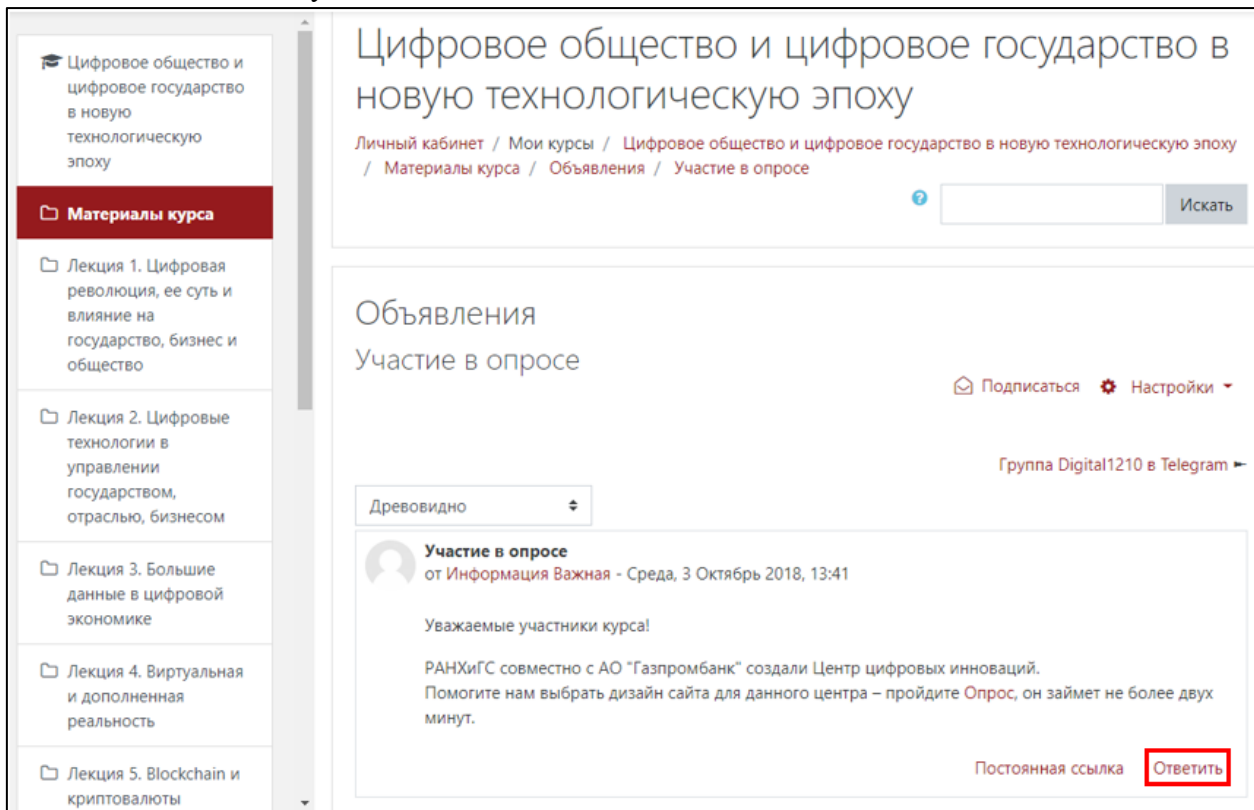 Цифровое общество и
цифровое государство
в новую
технологическую
эпоху
Материалы курса
Лекция 1. Цифровая
революция, ее суть и
влияние на
государство, бизнес и
общество
Лекция 2. Цифровые
технологии в
управлении
государством,
отраслью, бизнесом
Лекция 3. Большие
данные в цифровой
экономике
Лекция 4. Виртуальная
и дополненная
реальность
Лекция 5. Blockchain и
криптовалюты
Цифровое общество и цифровое государство в
новую технологическую эпоху
Личный кабинет / Мои курсы / Цифровое общество и цифровое государство в новую технологическую эпоху
/ Материалы курса / Объявления / Участие в опросе
Искать
Объявления
Участие в опросе
Подписаться Настройки
Группа Digital1210 в Telegram
Древовидно
Участие в опросе
от Информация Важная - Среда, 3 Октябрь 2018, 13:41
Уважаемые участники курса!
РАНХиГС совместно с АО "Газпромбанк" создали Центр цифровых инноваций.
Помогите нам выбрать дизайн сайта для данного центра – пройдите Опрос, он займет не более двух
минут.
Постоянная ссылка Ответить